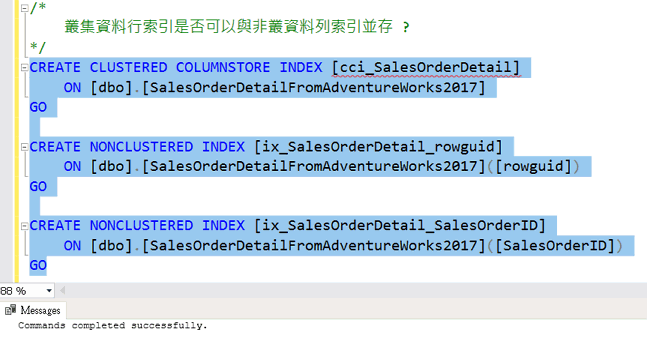 /*
叢集資料行索引是否可以與非叢資料列索引並存 ?
*/
CREATE CLUSTERED COLUMNSTORE INDEX [cci_SalesOrderDetail]
ON [dbo].[SalesOrderDetailFromAdventureWorks2017]
GO
CREATE NONCLUSTERED INDEX [ix_SalesOrderDetail_rowguid]
ON [dbo].[SalesOrderDetailFromAdventureWorks2017]([rowguid])
GO
CREATE NONCLUSTERED INDEX [ix_SalesOrderDetail_SalesOrderID]
ON [dbo].[SalesOrderDetailFromAdventureWorks2017]([SalesOrderID])
GO
88 %
Messages
Commands completed successfully.